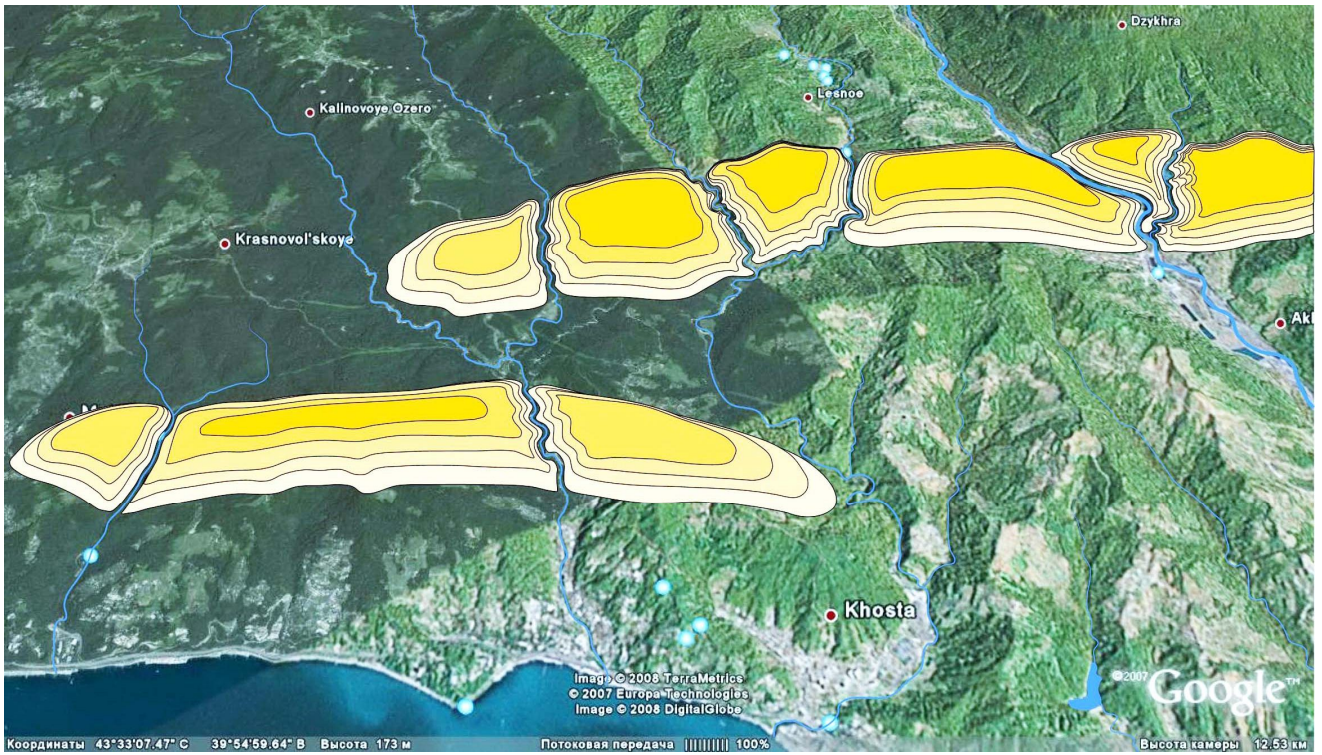 Dzykhra
Lesnoe
Kalinovoye Ozero
Krasnovol'skoye
Khosta
Image © 2008 TerraMetrics
© 2007 Europa Technologies
Image © 2008 DigitalGlobe
©2007 Google™
Координаты 43°33'07.47" С 39°54'59.64" В Высота 173 м Потоковая передача 100% Высота камеры 12.53 км